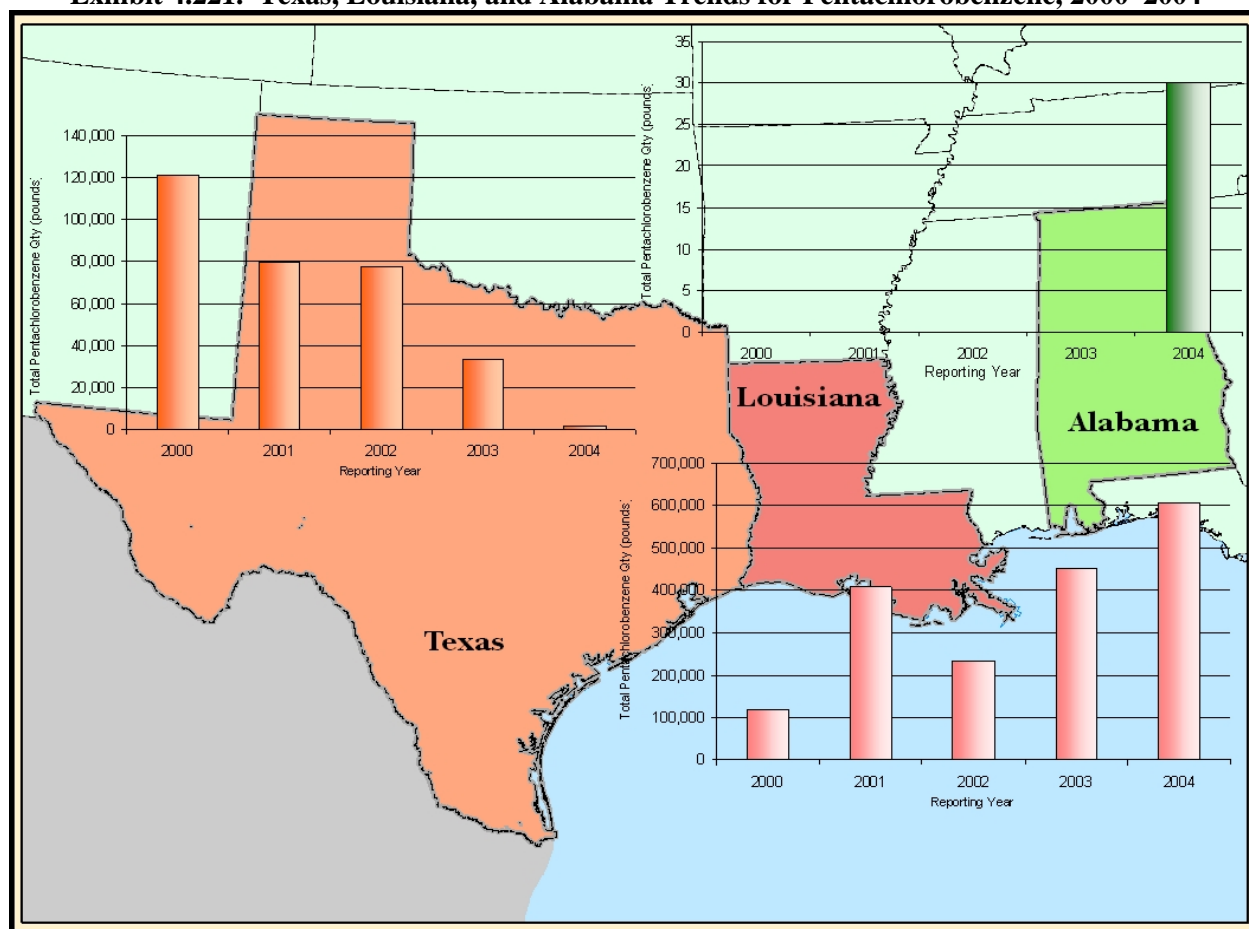 Exhibit 4.221. Texas, Louisiana, and Alabama Trends for Pentachlorobenzene, 2000–2004
Total Pentachlorobenzene Qty (pounds)
140,000
120,000
100,000
80,000
60,000
40,000
20,000
0
2000 2001 2002 2003 2004
Reporting Year
Total Pentachlorobenzene Qty (pounds)
35
30
25
20
15
10
5
0
2000 2001 2002 2003 2004
Reporting Year
Louisiana
Alabama
Texas
Total Pentachlorobenzene Qty (pounds)
700,000
600,000
500,000
400,000
300,000
200,000
100,000
0
2000 2001 2002 2003 2004
Reporting Year